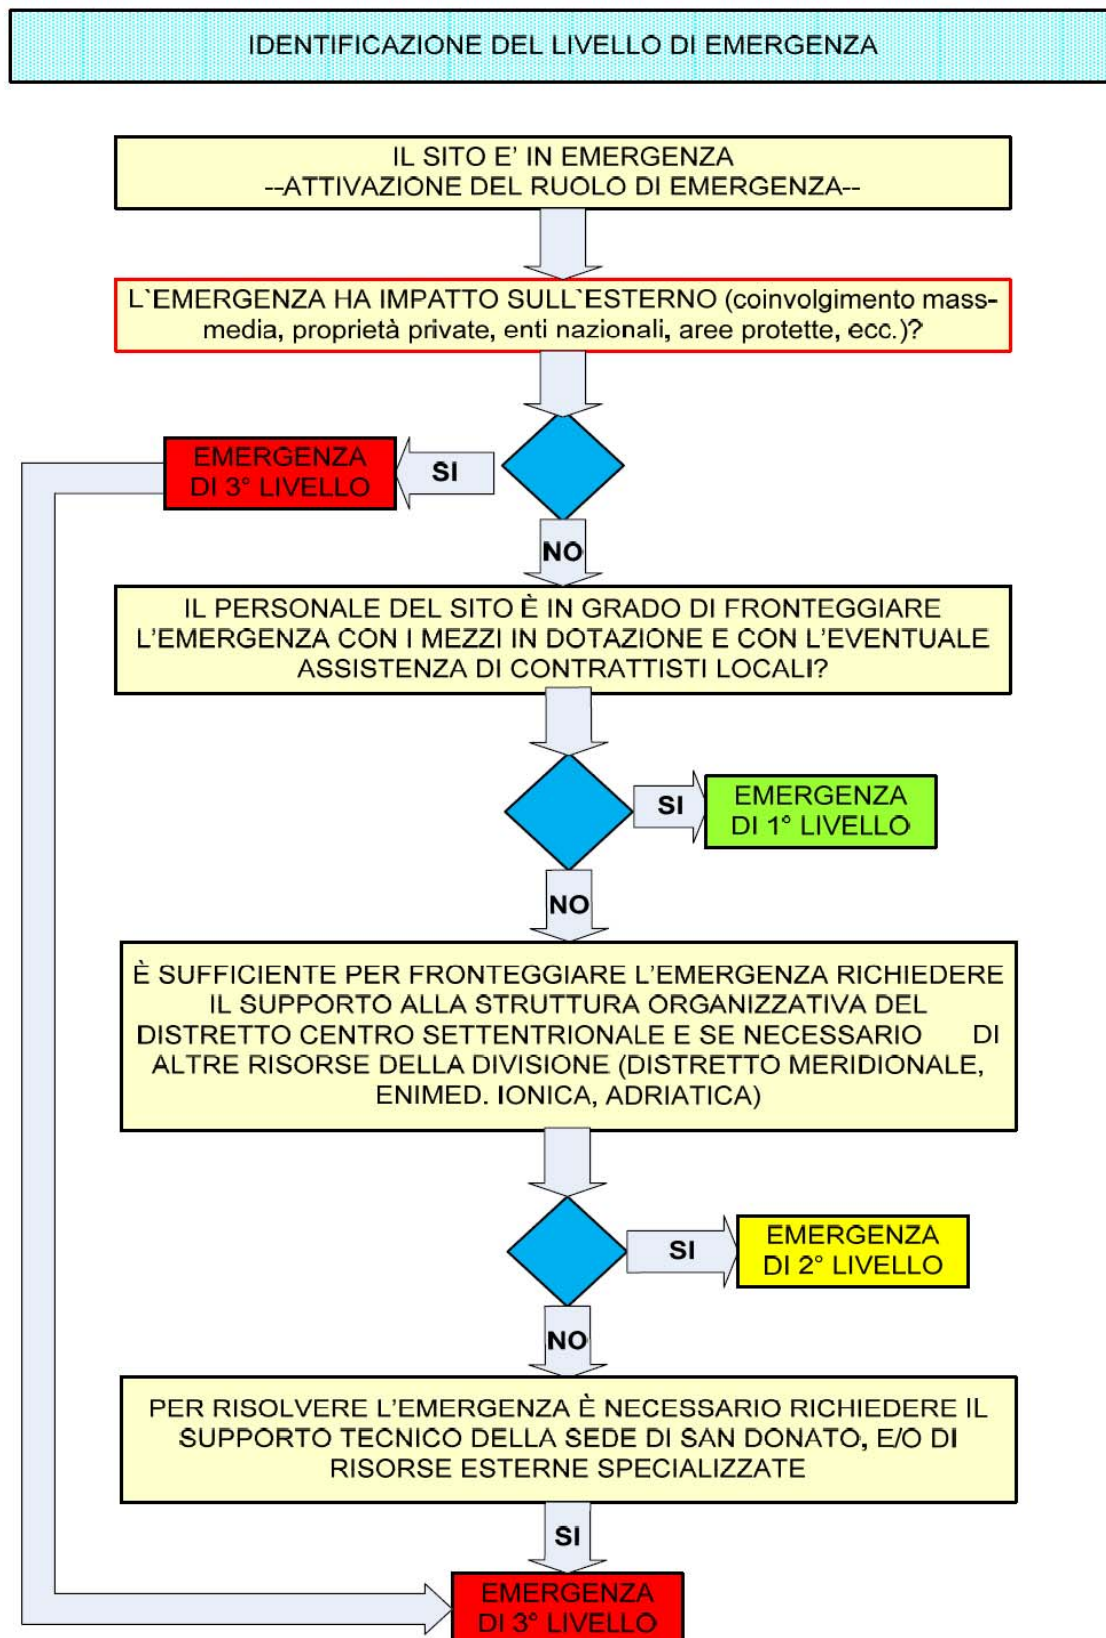 IDENTIFICAZIONE DEL LIVELLO DI EMERGENZA
IL SITO E' IN EMERGENZA
--ATTIVAZIONE DEL RUOLO DI EMERGENZA--
L`EMERGENZA HA IMPATTO SULL`ESTERNO (coinvolgimento mass-
media, proprietà private, enti nazionali, aree protette, ecc.)?
EMERGENZA
DI 3° LIVELLO
SI
NO
IL PERSONALE DEL SITO È IN GRADO DI FRONTEGGIARE
L'EMERGENZA CON I MEZZI IN DOTAZIONE E CON L'EVENTUALE
ASSISTENZA DI CONTRATTISTI LOCALI?
SI
EMERGENZA
DI 1° LIVELLO
NO
È SUFFICIENTE PER FRONTEGGIARE L'EMERGENZA RICHIEDERE
IL SUPPORTO ALLA STRUTTURA ORGANIZZATIVA DEL
DISTRETTO CENTRO SETTENTRIONALE E SE NECESSARIO DI
ALTRE RISORSE DELLA DIVISIONE (DISTRETTO MERIDIONALE,
ENIMED. IONICA, ADRIATICA)
SI
EMERGENZA
DI 2° LIVELLO
NO
PER RISOLVERE L'EMERGENZA È NECESSARIO RICHIEDERE IL
SUPPORTO TECNICO DELLA SEDE DI SAN DONATO, E/O DI
RISORSE ESTERNE SPECIALIZZATE
SI
EMERGENZA
DI 3° LIVELLO